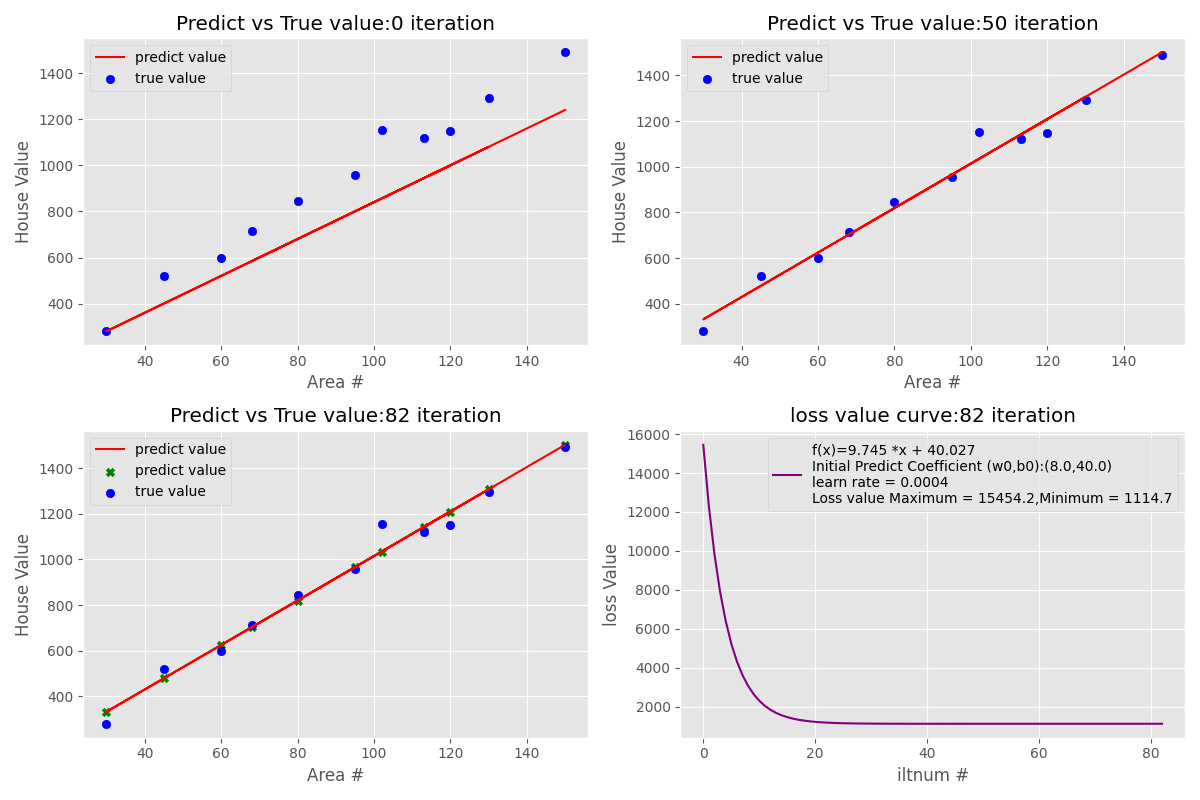 Predict vs True value:0 iteration
predict value
true value
1400
1200
1000
800
600
400
House Value
40 60 80 100 120 140
Area #
Predict vs True value:50 iteration
predict value
true value
1400
1200
1000
800
600
400
House Value
40 60 80 100 120 140
Area #
Predict vs True value:82 iteration
predict value
predict value
true value
1400
1200
1000
800
600
400
House Value
40 60 80 100 120 140
Area #
loss value curve:82 iteration
f(x)=9.745 *x + 40.027
Initial Predict Coefficient (w0,b0):(8.0,40.0)
learn rate = 0.0004
Loss value Maximum = 15454.2,Minimum = 1114.7
16000
14000
12000
10000
8000
6000
4000
2000
loss Value
0 20 40 60 80
iltnum #